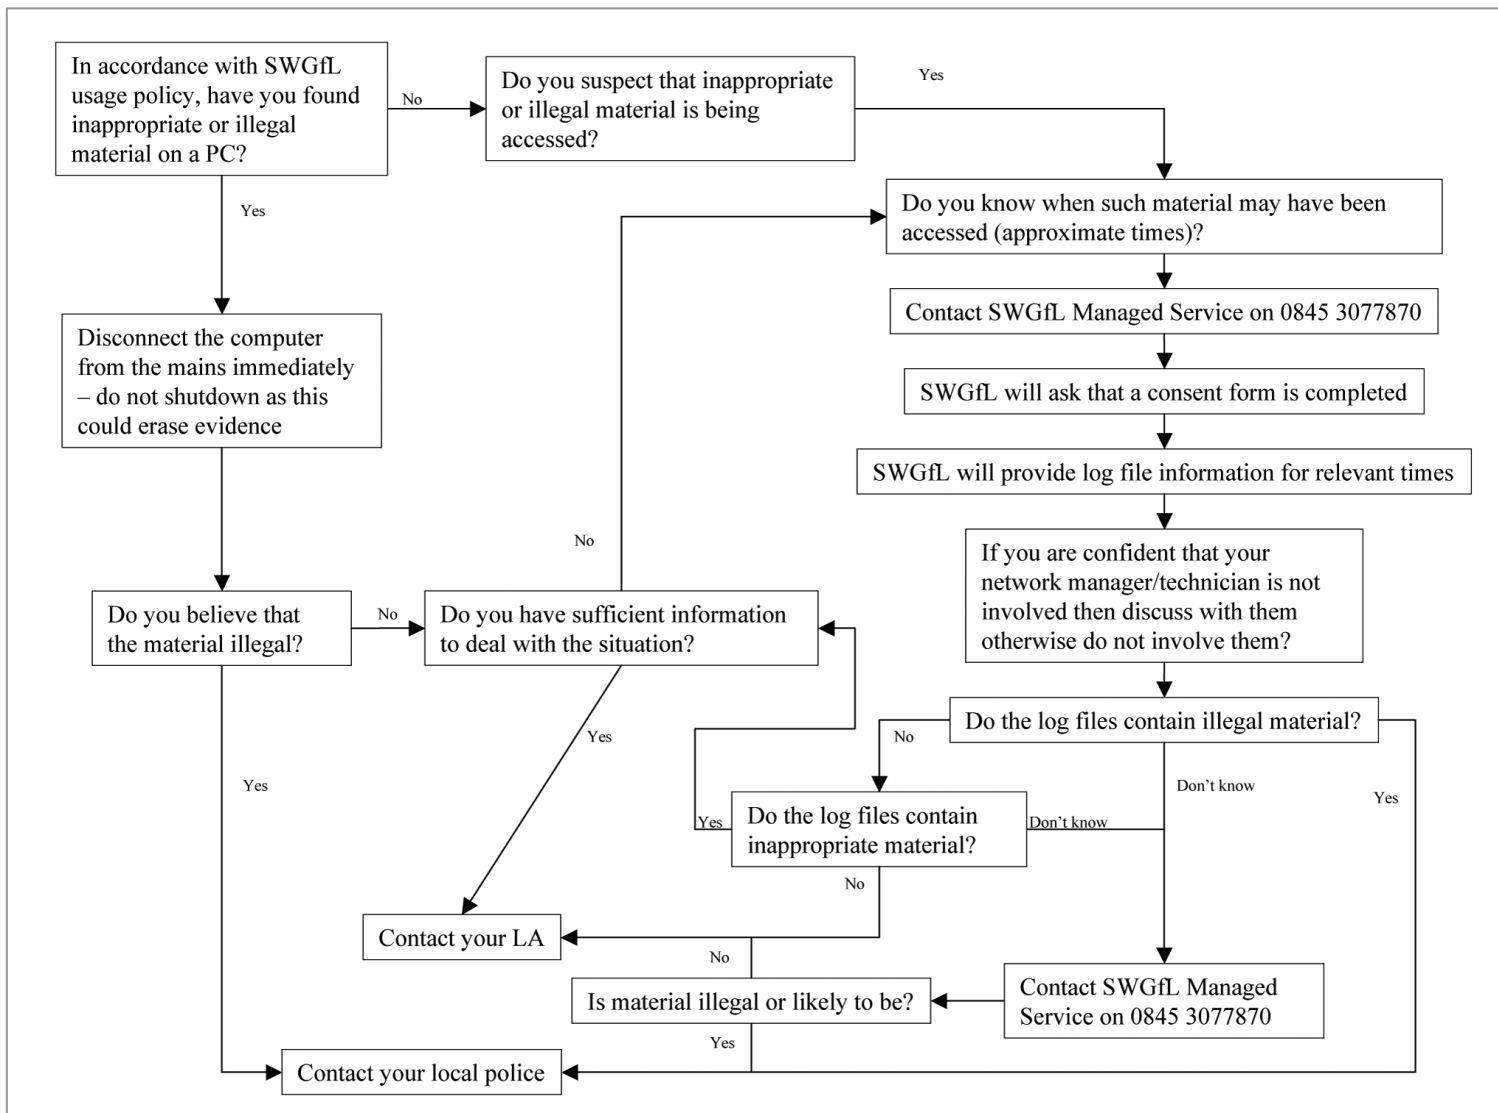 In accordance with SWGfL
usage policy, have you found
inappropriate or illegal
material on a PC?
No
Do you suspect that inappropriate
or illegal material is being
accessed?
Yes
Yes
Do you know when such material may have been
accessed (approximate times)?
Contact SWGfL Managed Service on 0845 3077870
Disconnect the computer
from the mains immediately
– do not shutdown as this
could erase evidence
SWGfL will ask that a consent form is completed
SWGfL will provide log file information for relevant times
No
If you are confident that your
network manager/technician is not
involved then discuss with them
otherwise do not involve them?
Do you believe that
the material illegal?
No
Do you have sufficient information
to deal with the situation?
Do the log files contain illegal material?
No
Yes
Yes
Don't know
Yes
Do the log files contain
inappropriate material?
Yes
Don't know
No
Contact your LA
No
Is material illegal or likely to be?
Contact SWGfL Managed
Service on 0845 3077870
Yes
Contact your local police